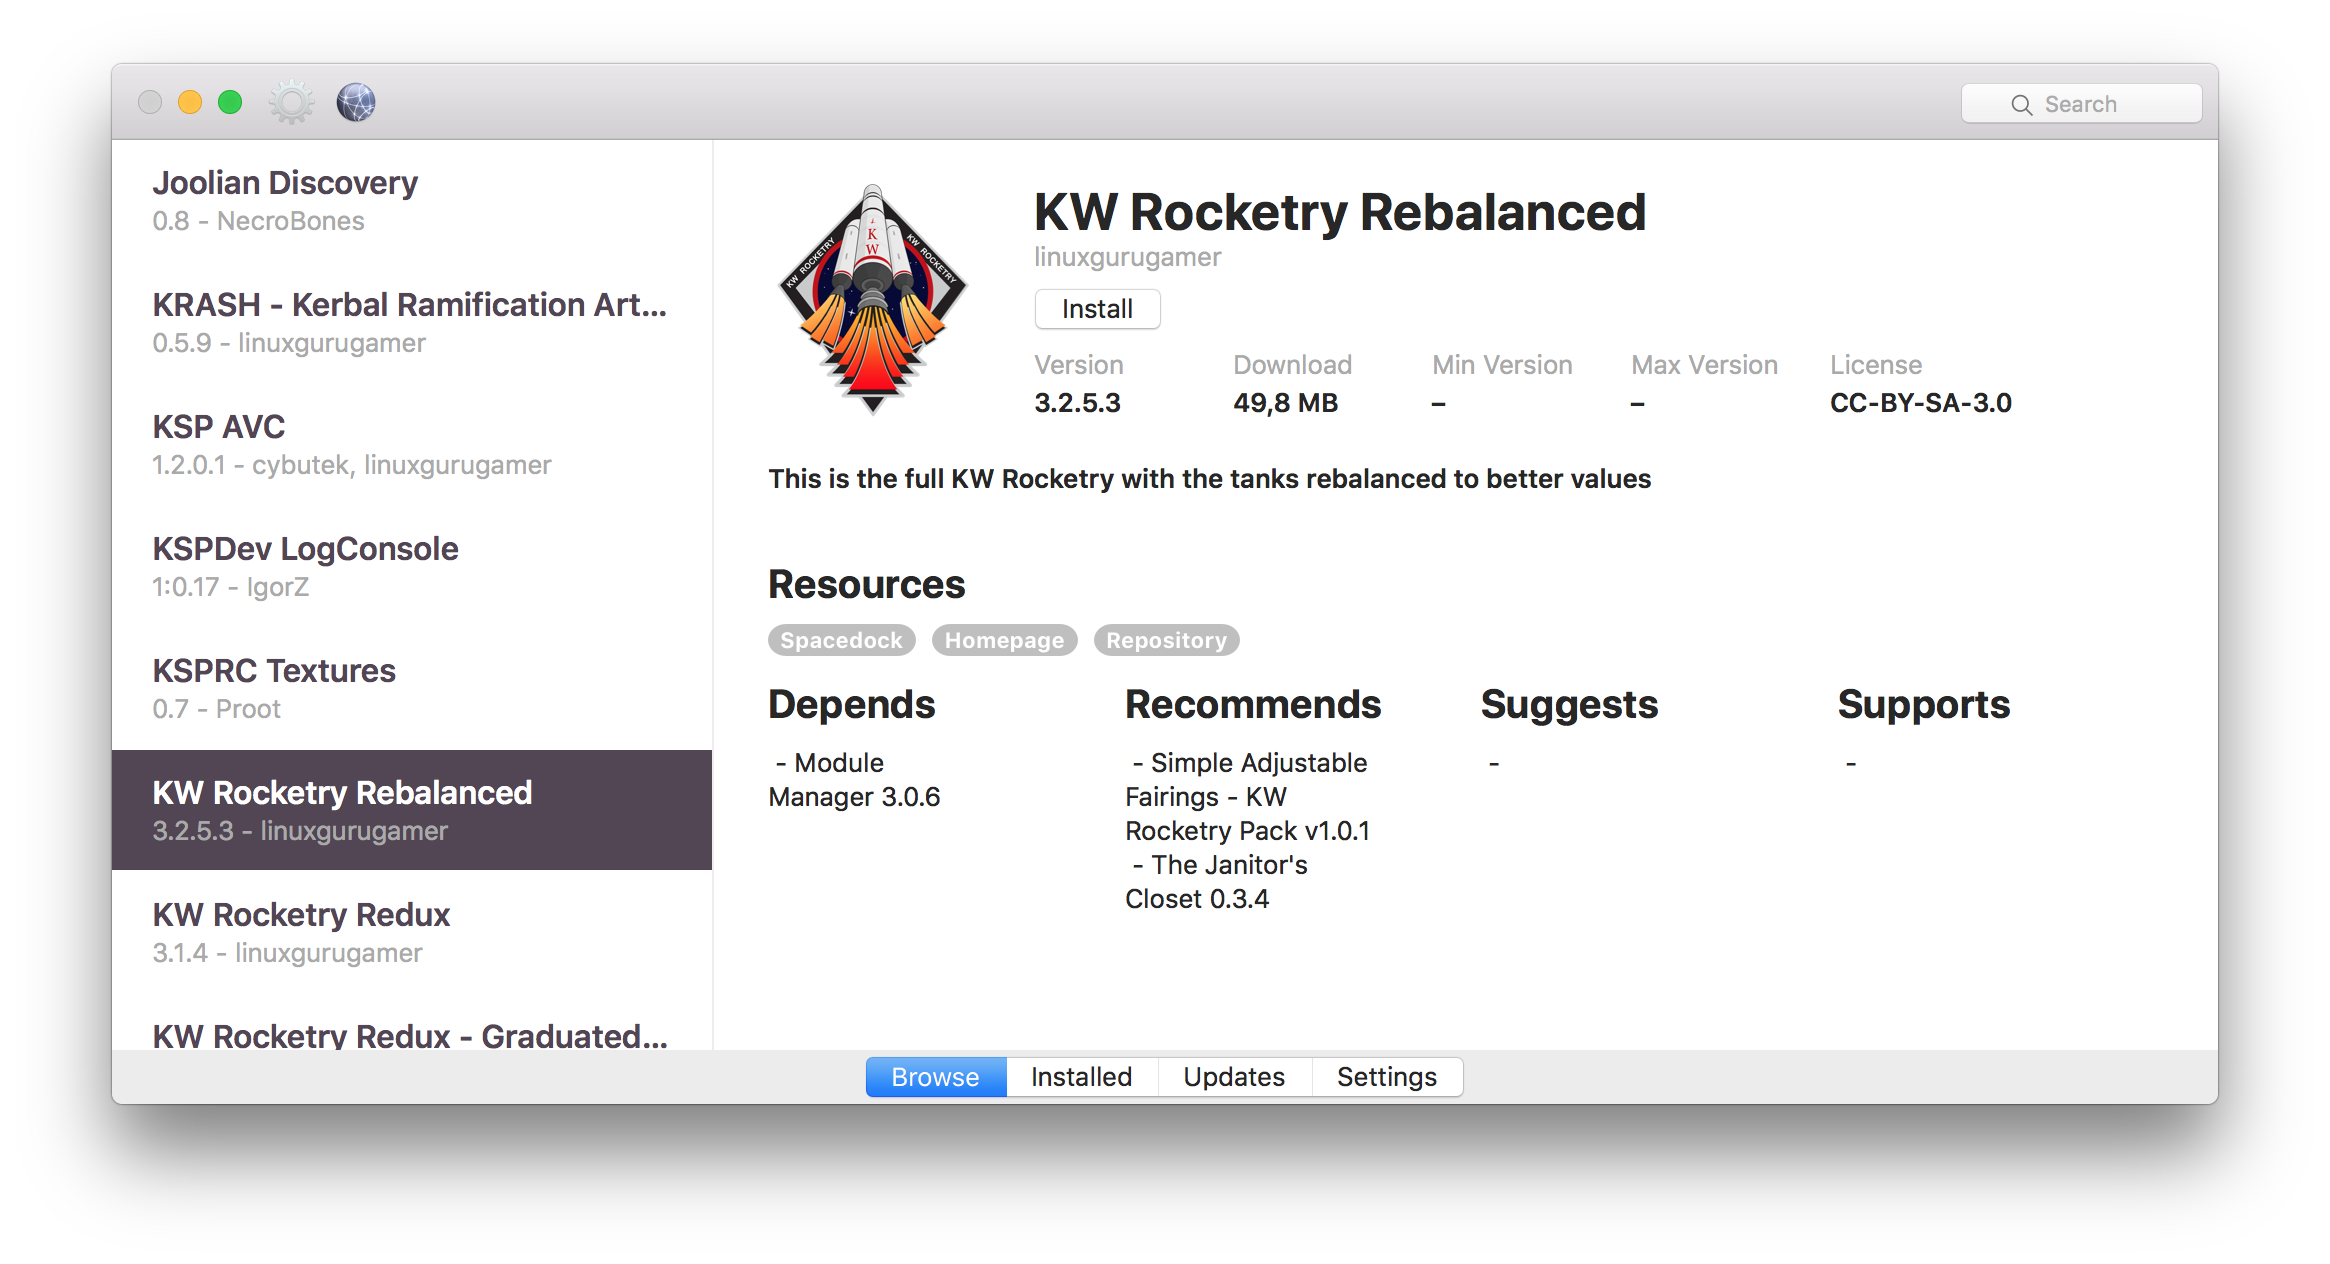 Search
Joolian Discovery
0.8 - NecroBones
KRASH - Kerbal Ramification Art...
0.5.9 - linuxgurugamer
KSP AVC
1.2.0.1 - cybutek, linuxgurugamer
KSPDev LogConsole
1:0.17 - IgorZ
KSPRC Textures
0.7 - Proot
KW Rocketry Rebalanced
3.2.5.3 - linuxgurugamer
KW Rocketry Redux
3.1.4 - linuxgurugamer
KW Rocketry Redux - Graduated...
KW
KW ROCKETRY
KW ROCKETRY
KW Rocketry Rebalanced
linuxgurugamer
Install
Version Download Min Version Max Version License
3.2.5.3 49,8 MB – – CC-BY-SA-3.0
This is the full KW Rocketry with the tanks rebalanced to better values
Resources
Spacedock Homepage Repository
Depends
- Module
Manager 3.0.6
Recommends
- Simple Adjustable
Fairings - KW
Rocketry Pack v1.0.1
- The Janitor's
Closet 0.3.4
Suggests
-
Supports
-
Browse Installed Updates Settings